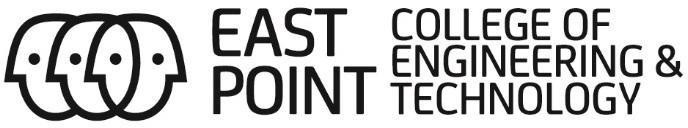 EAST
POINT
COLLEGE OF
ENGINEERING &
TECHNOLOGY